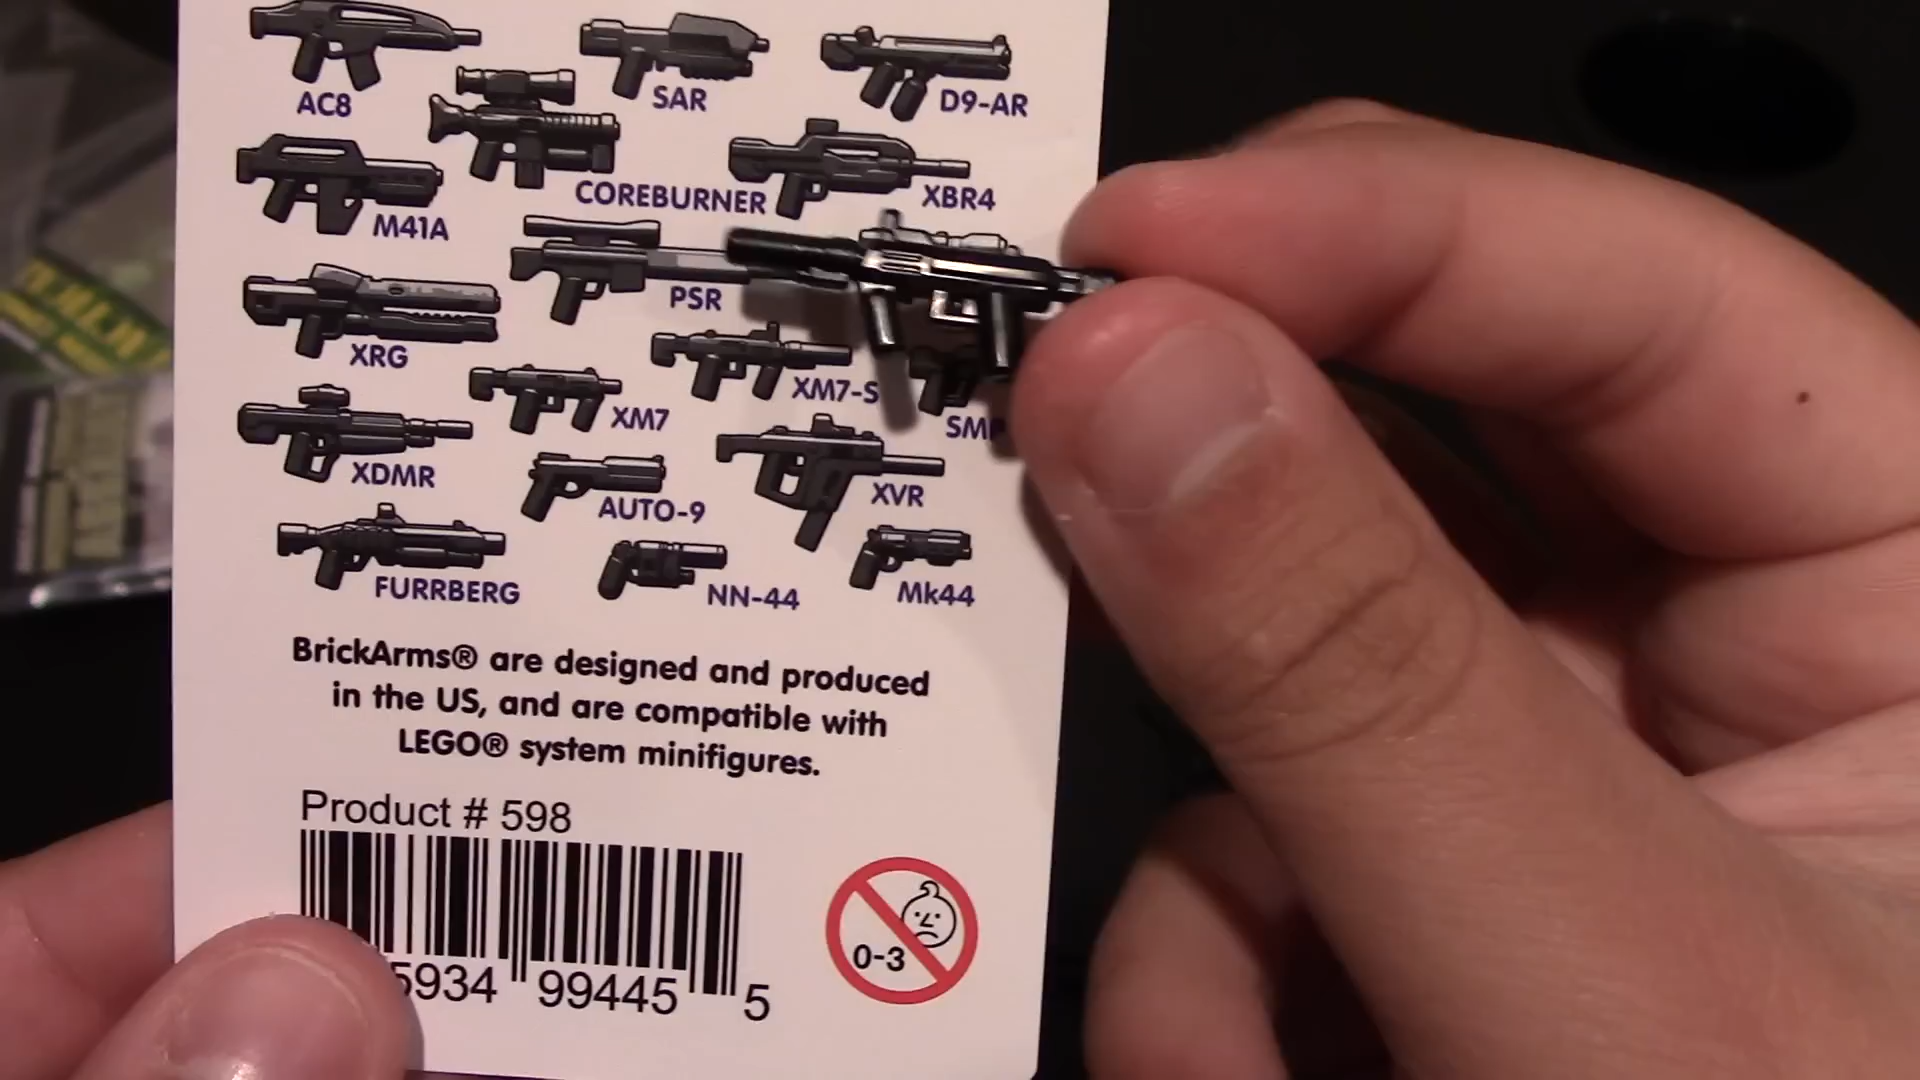 AC8
SAR
D9-AR
COREBURNER
XBR4
M41A
PSR
XRG
XM7-S
XM7
XDMR
AUTO-9
XVR
FURRBERG
NN-44
Mk44
BrickArms® are designed and produced
in the US, and are compatible with
LEGO® system minifigures.
Product # 598
5934 99445 5
0-3